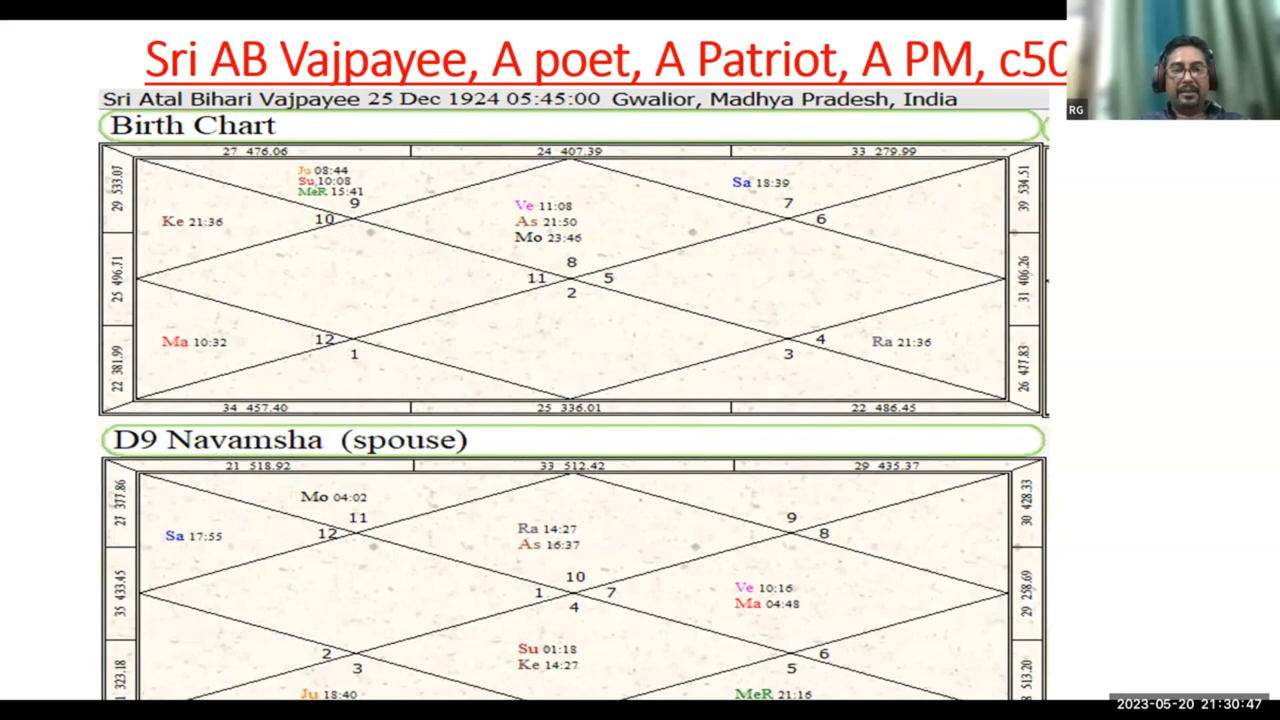 Sri AB Vajpayee, A poet, A Patriot, A PM, c50
RG
Sri Atal Bihari Vajpayee 25 Dec 1924 05:45:00 Gwalior, Madhya Pradesh, India
Birth Chart
27 476.06
24 407.39
33 279.99
29 533.07
Ju 08:44
Su 10:08
MeR 15:41
9
Ke 21:36
10
Ve 11:08
As 21:50
Mo 23:46
8
Sa 18:39
7
6
39 334.51
11
5
2
25 496.71
31 406.26
Ma 10:32
12
1
4
3
Ra 21:36
22 381.99
26 477.83
34 457.40
25 336.01
22 486.45
D9 Navamsha (spouse)
21 518.92
33 512.42
29 435.37
27 377.86
Mo 04:02
11
Sa 17:55
12
Ra 14:27
As 16:37
10
9
8
30 428.33
1
7
4
Ve 10:16
Ma 04:48
35 433.45
29 258.69
2
3
Su 01:18
Ke 14:27
6
5
Ju 18:40
MeR 21:16
323.18
513.20
2023-05-20 21:30:47